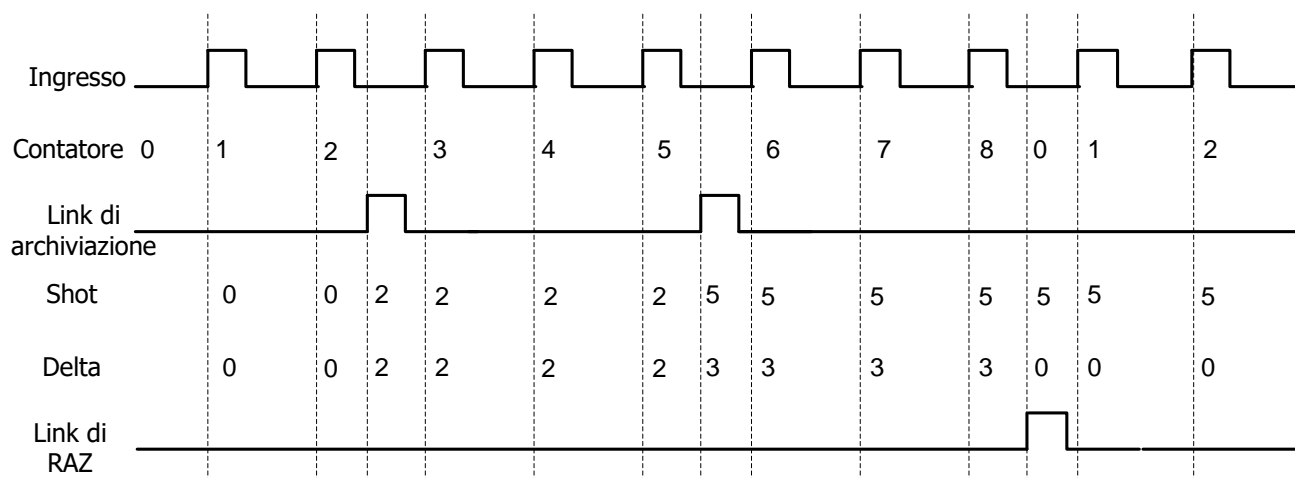 Ingresso
Contatore 0 1 2 3 4 5 6 7 8 0 1 2
Link di
archiviazione
Shot 0 0 2 2 2 2 5 5 5 5 5 5 5
Delta 0 0 2 2 2 2 3 3 3 3 0 0 0
Link di
RAZ